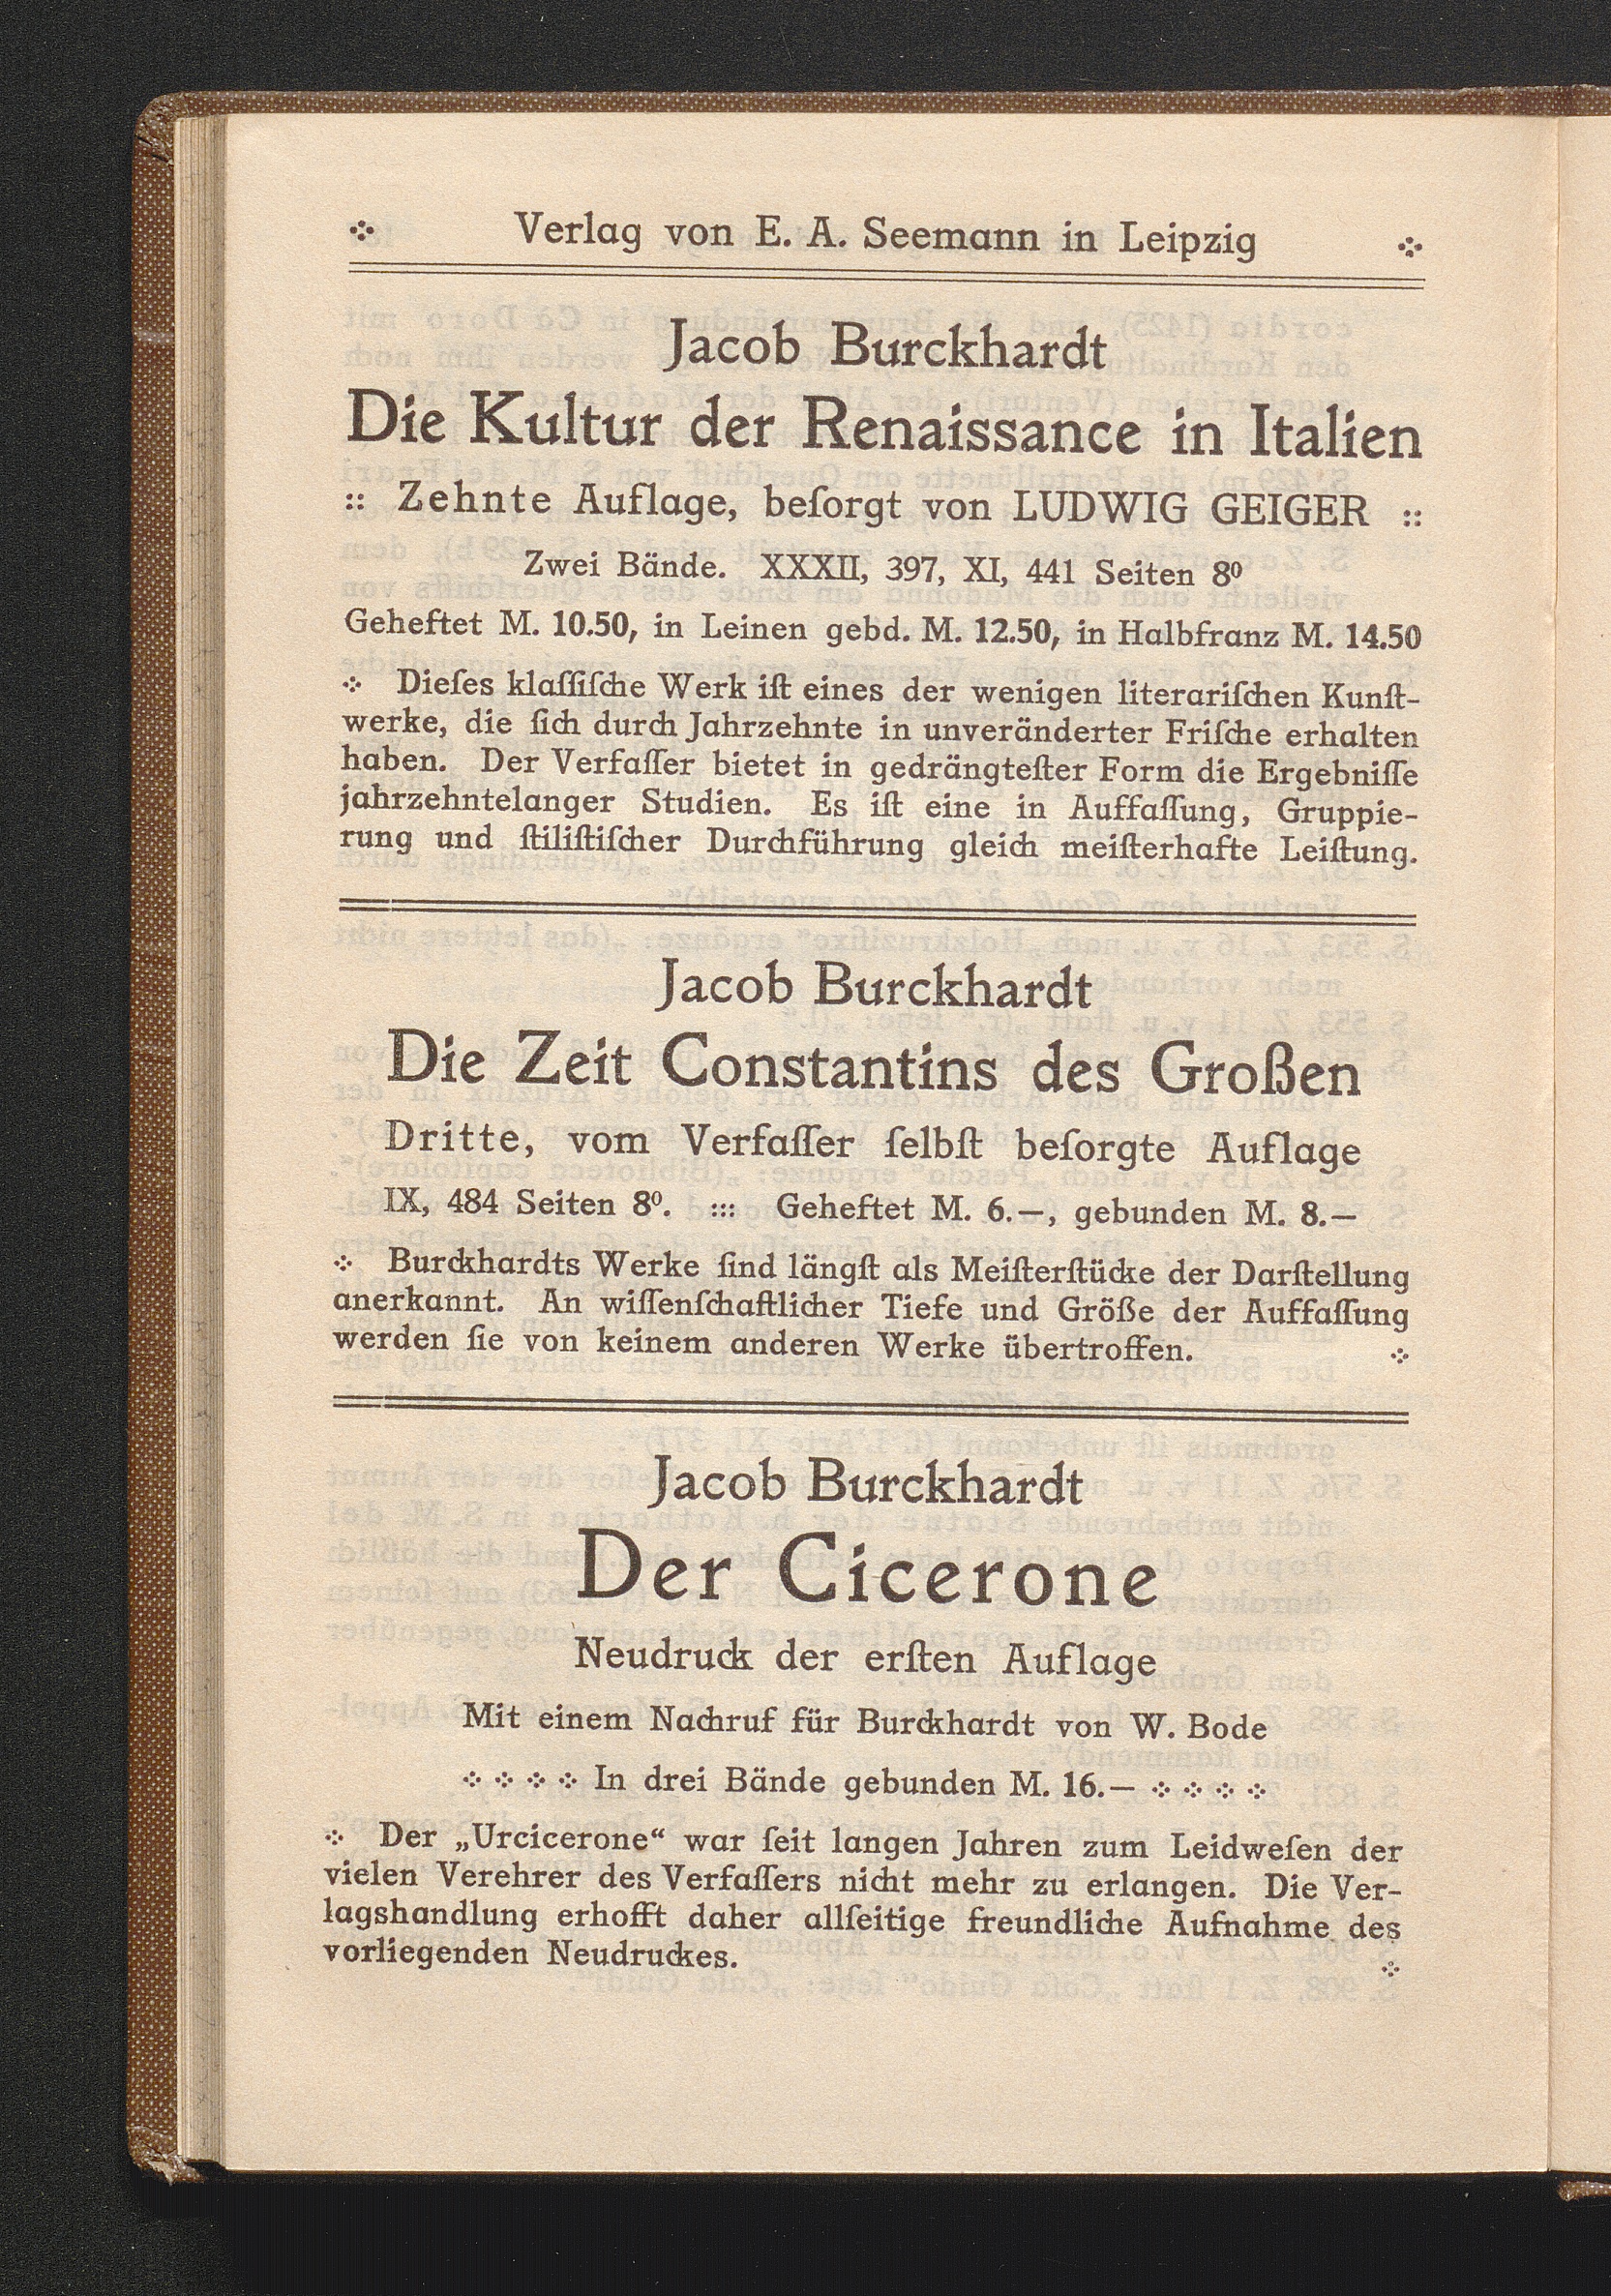 Verlag von E. A. Seemann in Leipzig
Jacob Burckhardt
Die Kultur der Renaissance in Italien
:: Zehnte Auflage, beſorgt von LUDWIG GEIGER ::
Zwei Bände. XXXII, 397, XI, 441 Seiten 8⁰
Geheftet M. 10.50, in Leinen gebd. M. 12.50, in Halbfranz M. 14.50
Dieſes klaſſiſche Werk iſt eines der wenigen literariſchen Kunſt-
werke, die ſich durch Jahrzehnte in unveränderter Friſche erhalten
haben. Der Verfaſſer bietet in gedrängteſter Form die Ergebniſſe
jahrzehntelanger Studien. Es iſt eine in Auffaſſung, Gruppie-
rung und ſtiliſtiſcher Durchführung gleich meiſterhafte Leiſtung.
Jacob Burckhardt
Die Zeit Constantins des Großen
Dritte, vom Verfaſſer ſelbſt beſorgte Auflage
IX, 484 Seiten 8⁰. ::: Geheftet M. 6.—, gebunden M. 8.—
Burckhardts Werke ſind längſt als Meiſterſtücke der Darſtellung
anerkannt. An wiſſenſchaftlicher Tiefe und Größe der Auffaſſung
werden ſie von keinem anderen Werke übertroffen.
Jacob Burckhardt
Der Cicerone
Neudruck der erſten Auflage
Mit einem Nachruf für Burckhardt von W. Bode
In drei Bände gebunden M. 16.—
Der „Urcicerone“ war ſeit langen Jahren zum Leidweſen der
vielen Verehrer des Verfaſſers nicht mehr zu erlangen. Die Ver-
lagshandlung erhofft daher allſeitige freundliche Aufnahme des
vorliegenden Neudruckes.